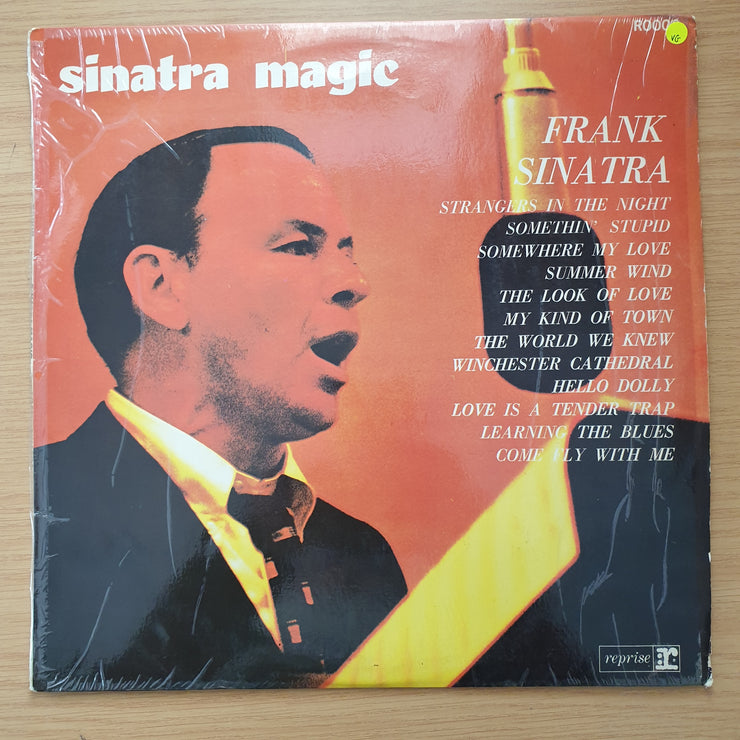 sinatra magic
VG
FRANK
SINATRA
STRANGERS IN THE NIGHT
SOMETHIN' STUPID
SOMEWHERE MY LOVE
SUMMER WIND
THE LOOK OF LOVE
MY KIND OF TOWN
THE WORLD WE KNEW
WINCHESTER CATHEDRAL
HELLO DOLLY
LOVE IS A TENDER TRAP
LEARNING THE BLUES
COME FLY WITH ME
reprise r: